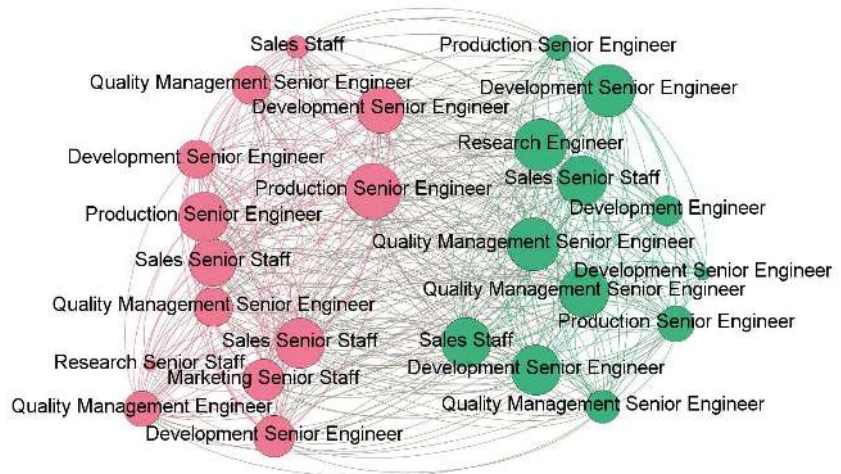 Sales Staff
Quality Management Senior Engineer
Development Senior Engineer
Development Senior Engineer
Production Senior Engineer
Production Senior Engineer
Sales Senior Staff
Quality Management Senior Engineer
Sales Senior Staff
Research Senior Staff
Marketing Senior Staff
Quality Management Engineer
Development Senior Engineer
Production Senior Engineer
Development Senior Engineer
Research Engineer
Sales Senior Staff
Development Engineer
Quality Management Senior Engineer
Development Senior Engineer
Quality Management Senior Engineer
Production Senior Engineer
Sales Staff
Development Senior Engineer
Quality Management Senior Engineer